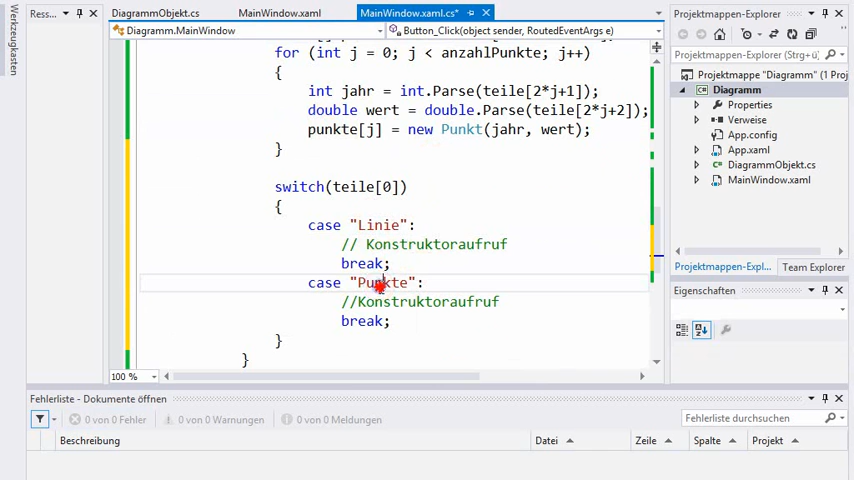 Werkzeugkasten
Ress...
DiagrammObjekt.cs
MainWindow.xaml
MainWindow.xaml.cs*
Projektmappen-Explorer
Diagramm.MainWindow
Button_Click(object sender, RoutedEventArgs e)
for (int j = 0; j < anzahlPunkte; j++)
{
int jahr = int.Parse(teile[2*j+1]);
double wert = double.Parse(teile[2*j+2]);
punkte[j] = new Punkt(jahr, wert);
}
switch(teile[0])
{
case "Linie":
// Konstruktoraufruf
break;
case "Punkte":
//Konstruktoraufruf
break;
}
}
100 %
Projektmappen-Explorer
Projektmappen-Explorer durchsuchen (Strg+ü)
Projektmappe "Diagramm" (1 Proj
Diagramm
Properties
Verweise
App.config
App.xaml
DiagrammObjekt.cs
MainWindow.xaml
Projektmappen-Expl...
Team Explorer
Eigenschaften
Fehlerliste - Dokumente öffnen
0 von 0 Fehler
0 von 0 Warnungen
0 von 0 Meldungen
Fehlerliste durchsuchen
Beschreibung
Datei
Zeile
Spalte
Projekt